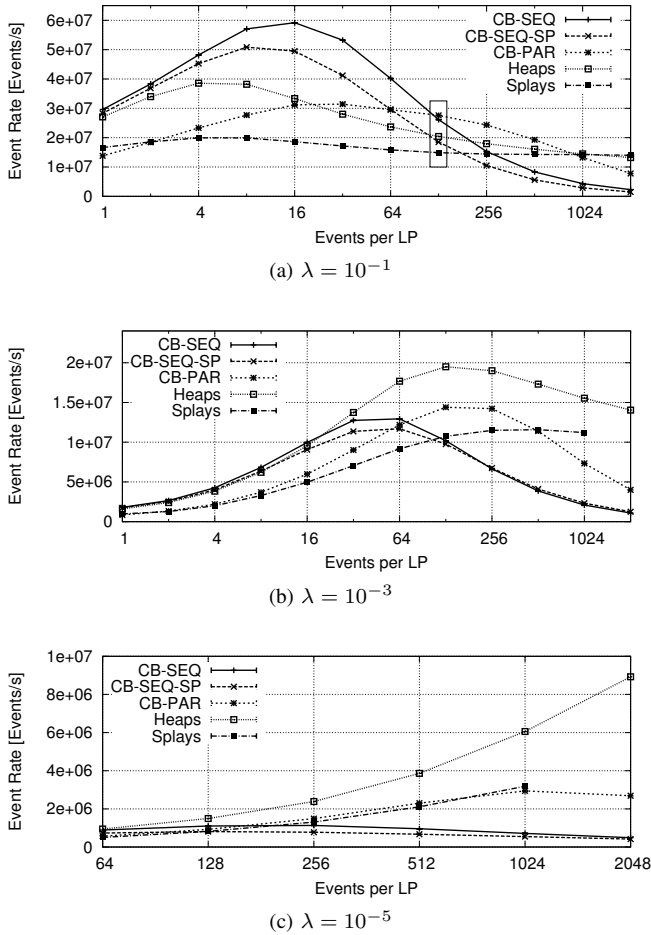 7e+07
6e+07
5e+07
4e+07
3e+07
2e+07
1e+07
0
Event Rate [Events/s]
CB-SEQ
CB-SEQ-SP
CB-PAR
Heaps
Splays
1 4 16 64 256 1024
Events per LP
(a) λ = 10⁻¹
2e+07
1.5e+07
1e+07
5e+06
0
Event Rate [Events/s]
CB-SEQ
CB-SEQ-SP
CB-PAR
Heaps
Splays
1 4 16 64 256 1024
Events per LP
(b) λ = 10⁻³
1e+07
8e+06
6e+06
4e+06
2e+06
0
Event Rate [Events/s]
CB-SEQ
CB-SEQ-SP
CB-PAR
Heaps
Splays
64 128 256 512 1024 2048
Events per LP
(c) λ = 10⁻⁵